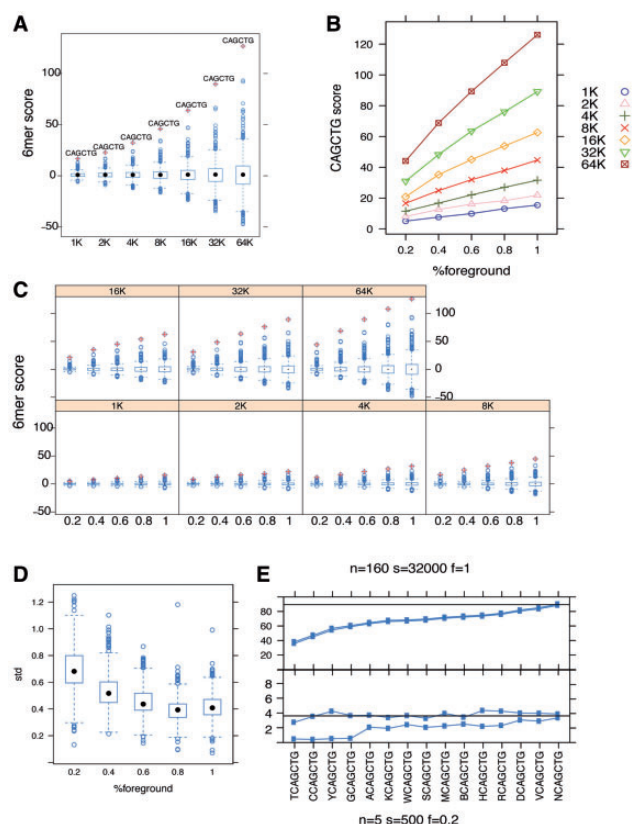 A
CAGCTG
CAGCTG
CAGCTG
CAGCTG
CAGCTG
CAGCTG
CAGCTG
100
50
0
-50
6mer score
1K 2K 4K 8K 16K 32K 64K
B
120
100
80
60
40
20
0
CAGCTG score
0.2 0.4 0.6 0.8 1
%foreground
1K
2K
4K
8K
16K
32K
64K
C
16K 32K 64K
100
50
0
-50
6mer score
1K 2K 4K 8K
100
50
0
-50
0.2 0.4 0.6 0.8 1 0.2 0.4 0.6 0.8 1 0.2 0.4 0.6 0.8 1 0.2 0.4 0.6 0.8 1
D
1.2
1.0
0.8
0.6
0.4
0.2
std
0.2 0.4 0.6 0.8 1
%foreground
E
n=160 s=32000 f=1
80
60
40
20
8
6
4
2
TCAGCTG
CCAGCTG
YCAGCTG
GCAGCTG
ACAGCTG
KCAGCTG
WCAGCTG
SCAGCTG
MCAGCTG
BCAGCTG
HCAGCTG
RCAGCTG
DCAGCTG
VCAGCTG
NCAGCTG
n=5 s=500 f=0.2